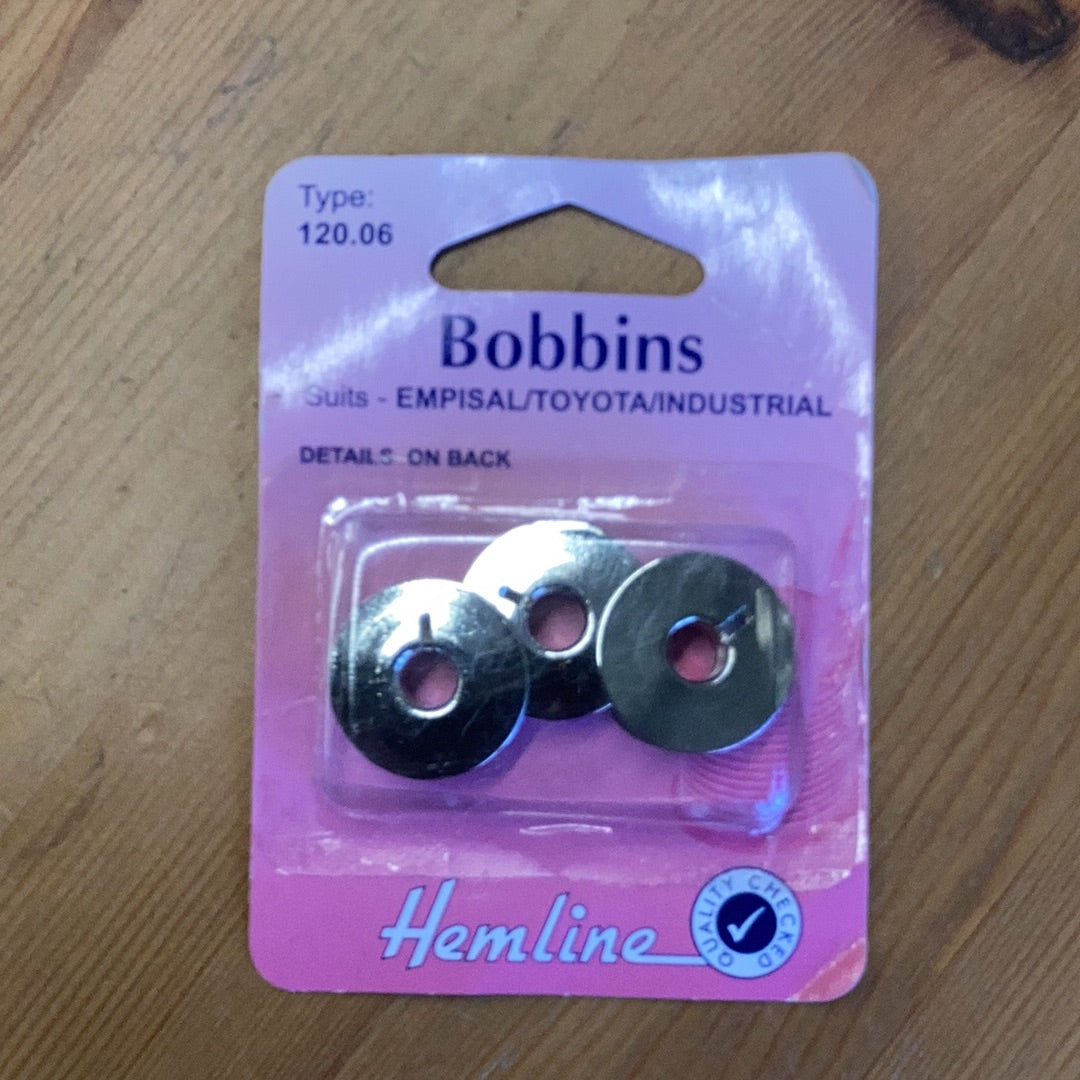 Type:
120.06
Bobbins
Suits - EMPISAL/TOYOTA/INDUSTRIAL
DETAILS ON BACK
Hemline
QUALITY CHECKED